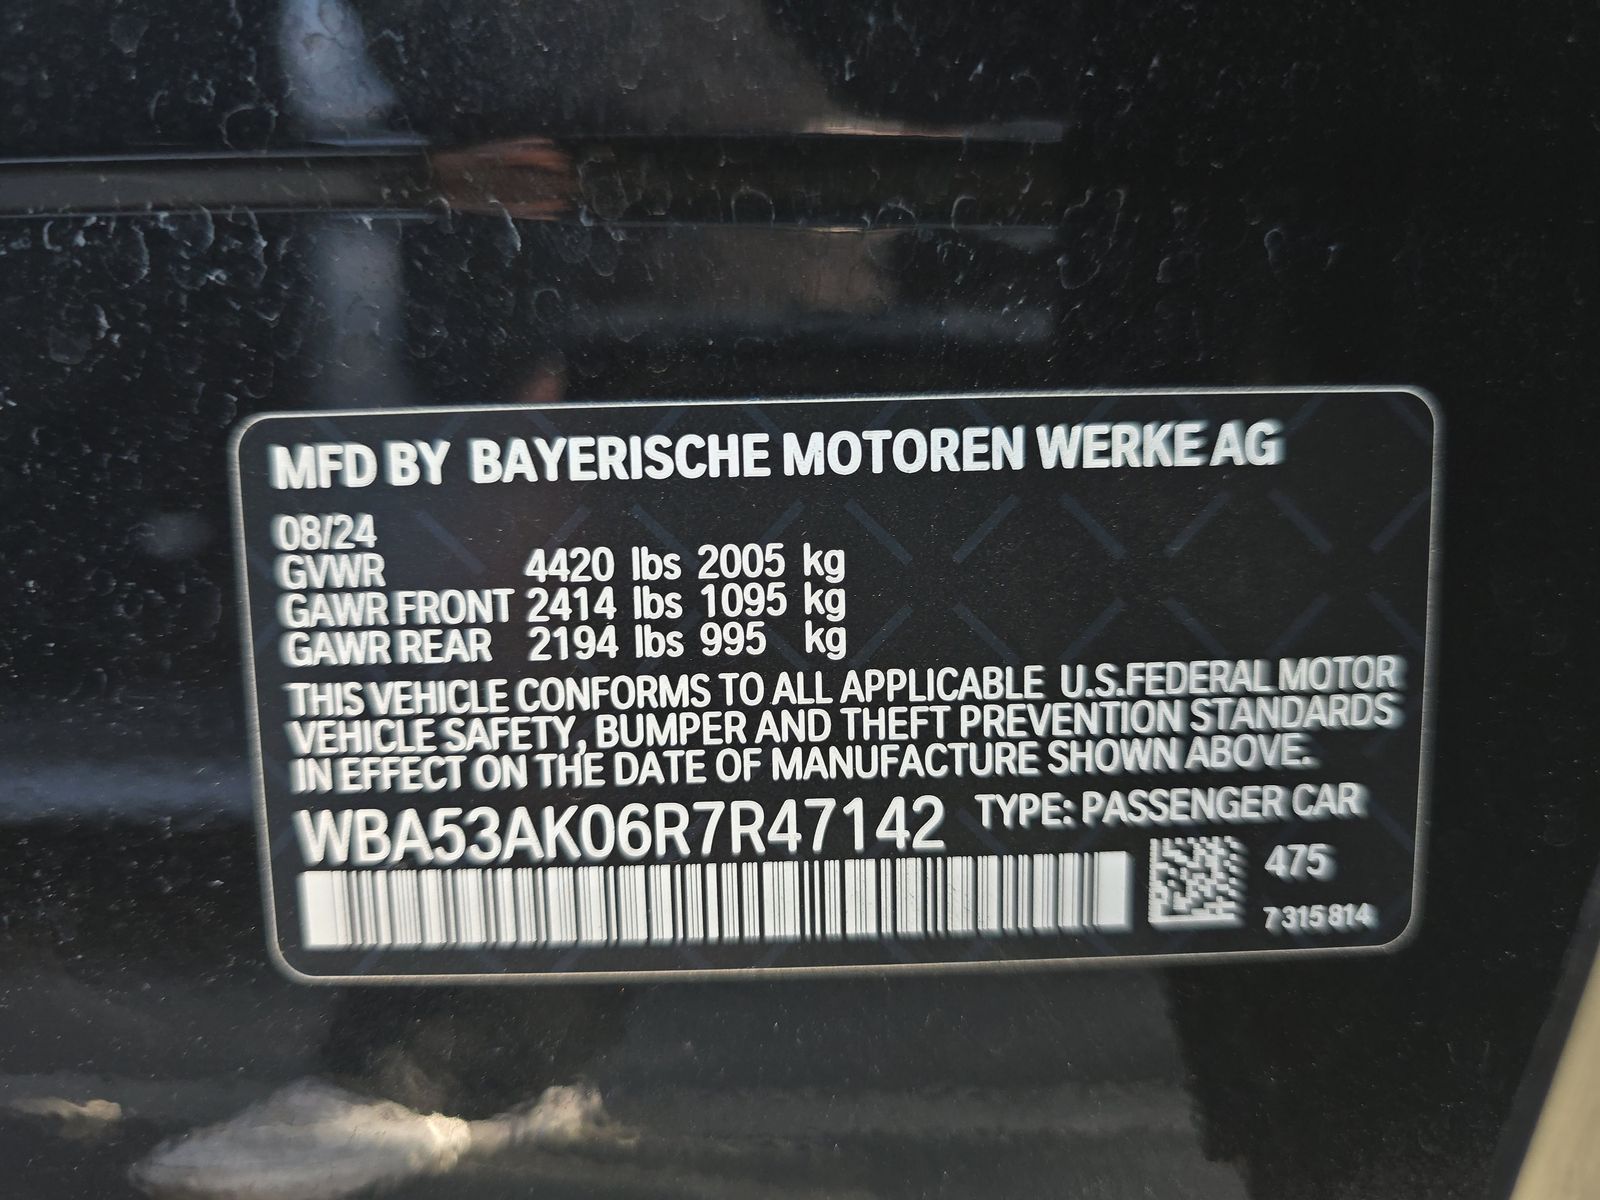 MFD BY BAYERISCHE MOTOREN WERKE AG
08/24
GVWR 4420 lbs 2005 kg
GAWR FRONT 2414 lbs 1095 kg
GAWR REAR 2194 lbs 995 kg
THIS VEHICLE CONFORMS TO ALL APPLICABLE U.S.FEDERAL MOTOR
VEHICLE SAFETY, BUMPER AND THEFT PREVENTION STANDARDS
IN EFFECT ON THE DATE OF MANUFACTURE SHOWN ABOVE.
WBA53AK06R7R47142 TYPE: PASSENGER CAR
475
7315814